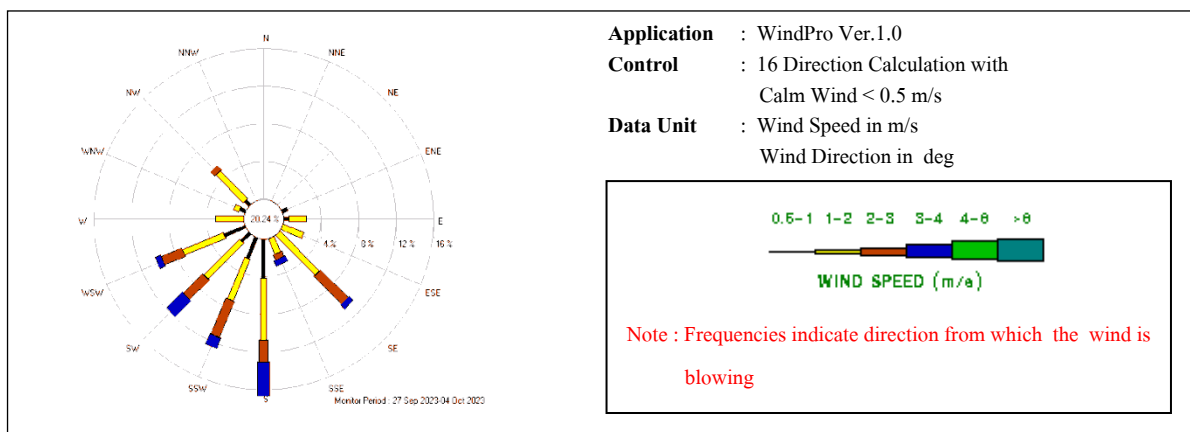 N
NNE
NE
ENE
E
ESE
SE
SSE
S
SSW
SW
WSW
W
WNW
NW
NNW
20.24 %
4 % 8 % 12 % 16 %
Monitor Period : 27 Sep 2023-04 Oct 2023
Application : WindPro Ver.1.0
Control : 16 Direction Calculation with
Calm Wind < 0.5 m/s
Data Unit : Wind Speed in m/s
Wind Direction in deg
0.5-1 1-2 2-3 3-4 4-6 >6
WIND SPEED (m/s)
Note : Frequencies indicate direction from which the wind is
blowing